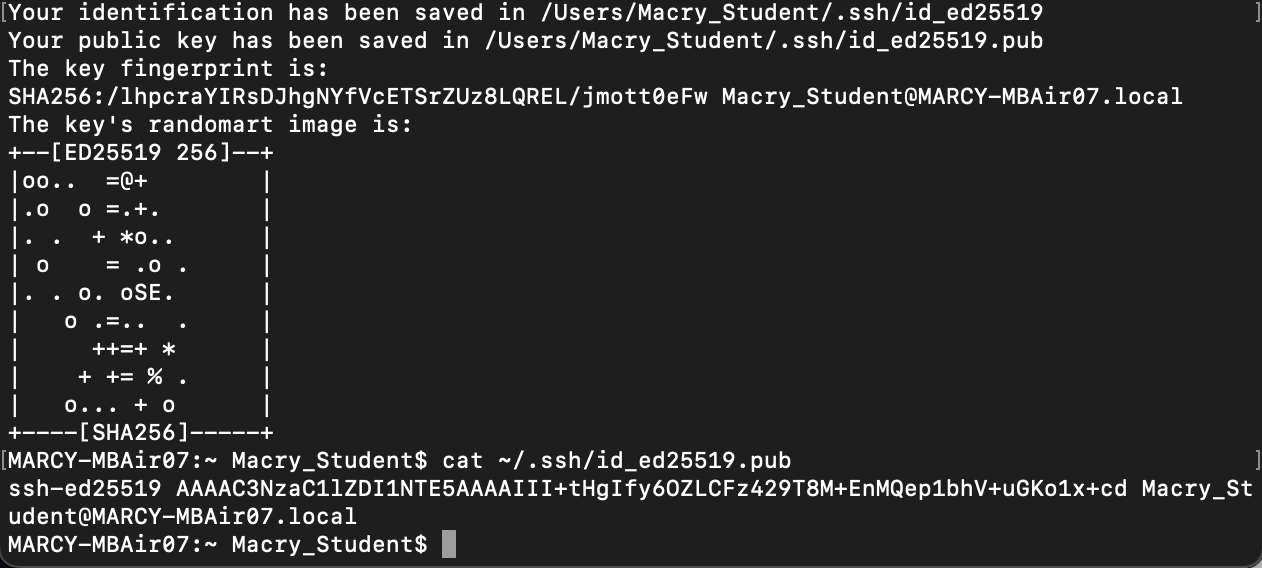 Your identification has been saved in /Users/Macry_Student/.ssh/id_ed25519
Your public key has been saved in /Users/Macry_Student/.ssh/id_ed25519.pub
The key fingerprint is:
SHA256:/lhpcraYIRsDJhgNYfVcETSrZUz8LQREL/jmott0eFw Macry_Student@MARCY-MBAir07.local
The key's randomart image is:
+--[ED25519 256]--+
|oo..  =@+        |
|.o  o =.+.       |
|. .  + *o..      |
| o    = .o .     |
|. . o. oSE.      |
|   o .=..  .     |
|     ++=+ *      |
|    + += % .     |
|   o... + o      |
+----[SHA256]-----+
MARCY-MBAir07:~ Macry_Student$ cat ~/.ssh/id_ed25519.pub
ssh-ed25519 AAAAC3NzaC1lZDI1NTE5AAAAIII+tHgIfy6OZLCFz429T8M+EnMQep1bhV+uGKo1x+cd Macry_St
udent@MARCY-MBAir07.local
MARCY-MBAir07:~ Macry_Student$